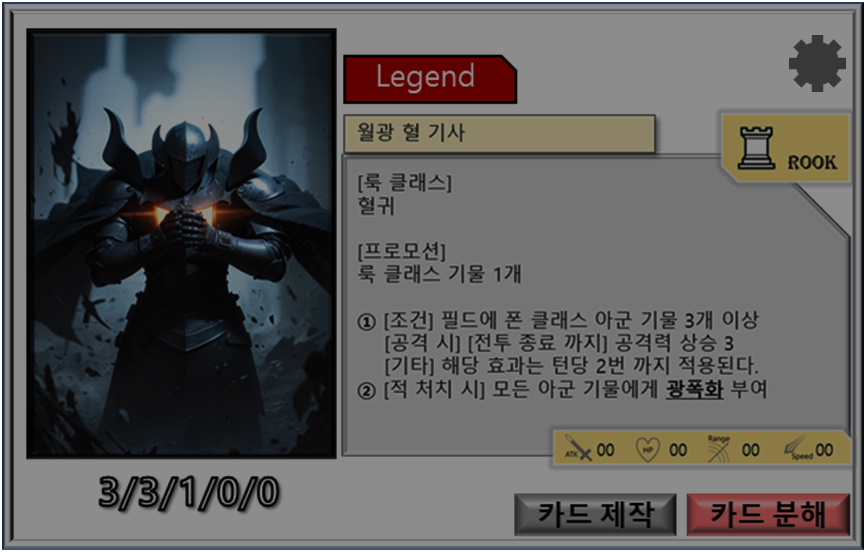 Legend
월광 혈 기사
ROOK
[룩 클래스]
혈귀
[프로모션]
룩 클래스 기물 1개
① [조건] 필드에 폰 클래스 아군 기물 3개 이상
[공격 시] [전투 종료 까지] 공격력 상승 3
[기타] 해당 효과는 턴당 2번 까지 적용된다.
② [적 처치 시] 모든 아군 기물에게 광폭화 부여
ATK 00 HP 00 Range 00 Speed 00
3/3/1/0/0
카드 제작 카드 분해